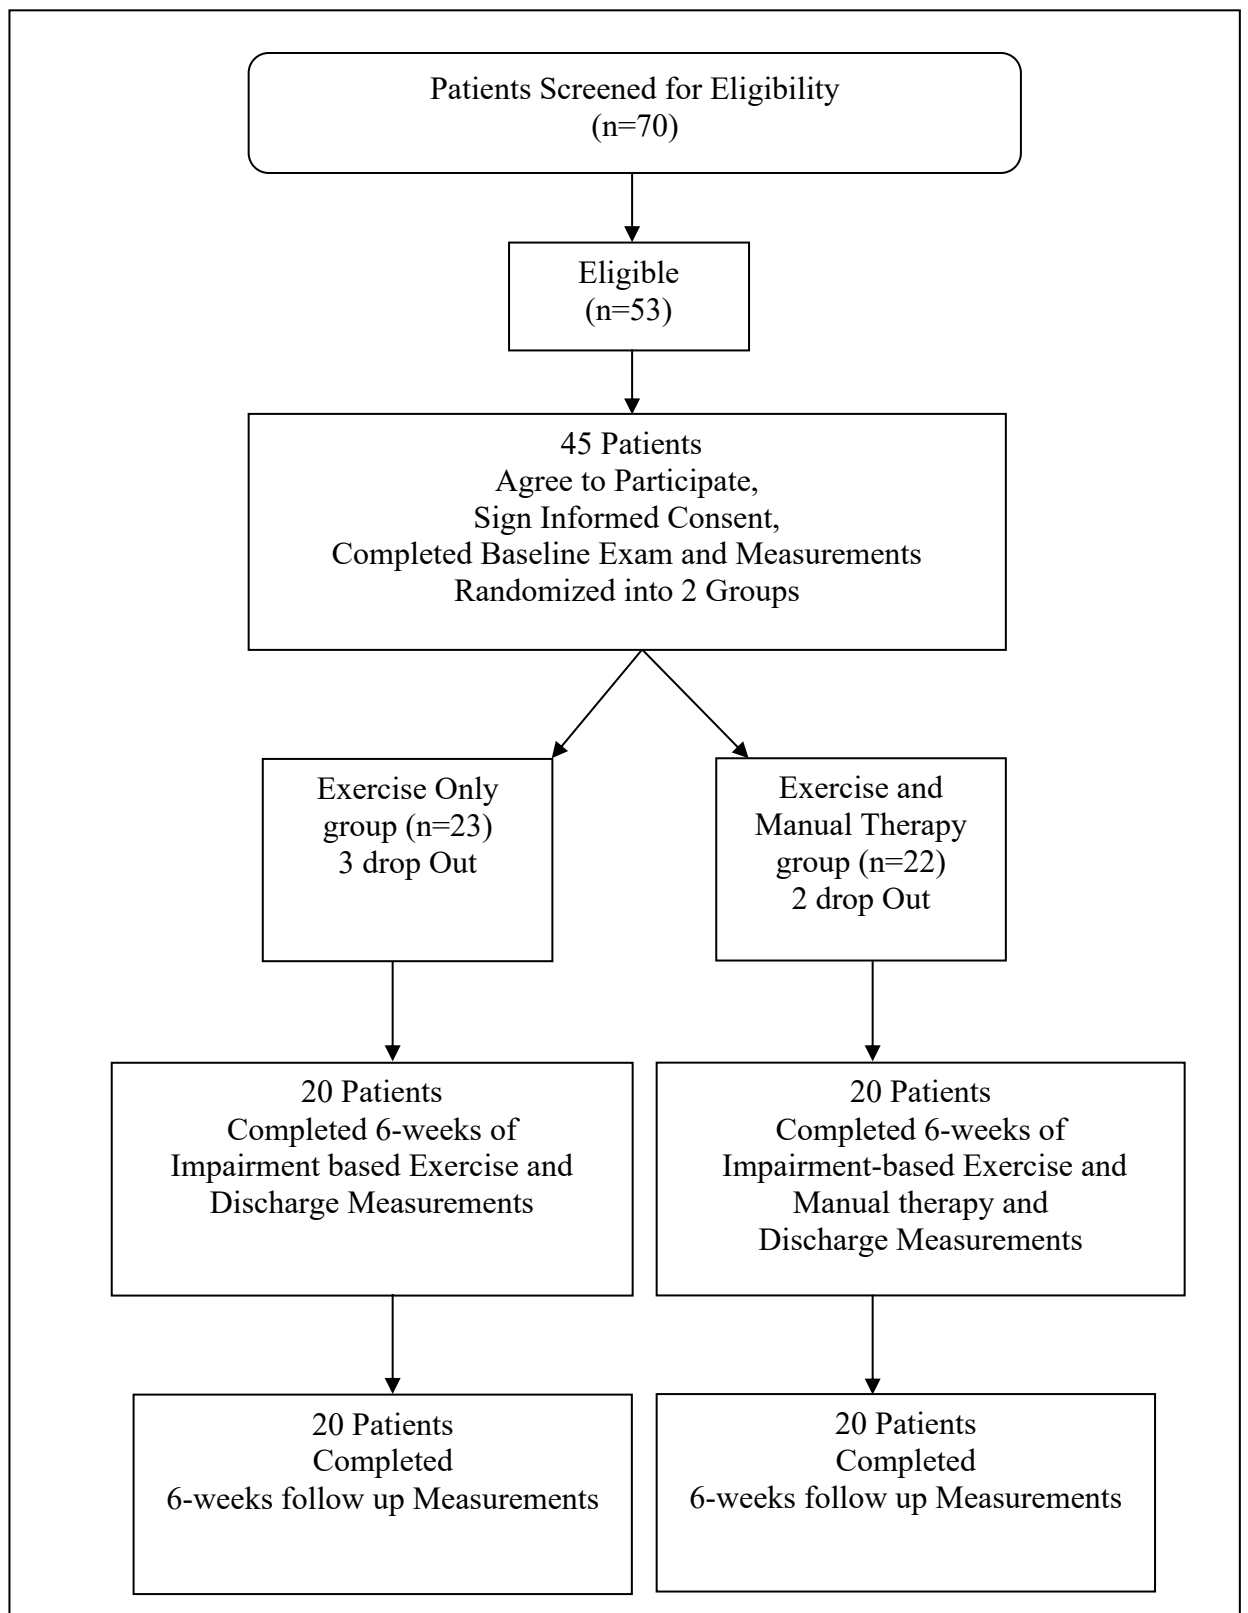 Patients Screened for Eligibility
(n=70)
Eligible
(n=53)
45 Patients
Agree to Participate,
Sign Informed Consent,
Completed Baseline Exam and Measurements
Randomized into 2 Groups
Exercise Only
group (n=23)
3 drop Out
Exercise and
Manual Therapy
group (n=22)
2 drop Out
20 Patients
Completed 6-weeks of
Impairment based Exercise and
Discharge Measurements
20 Patients
Completed 6-weeks of
Impairment-based Exercise and
Manual therapy and
Discharge Measurements
20 Patients
Completed
6-weeks follow up Measurements
20 Patients
Completed
6-weeks follow up Measurements